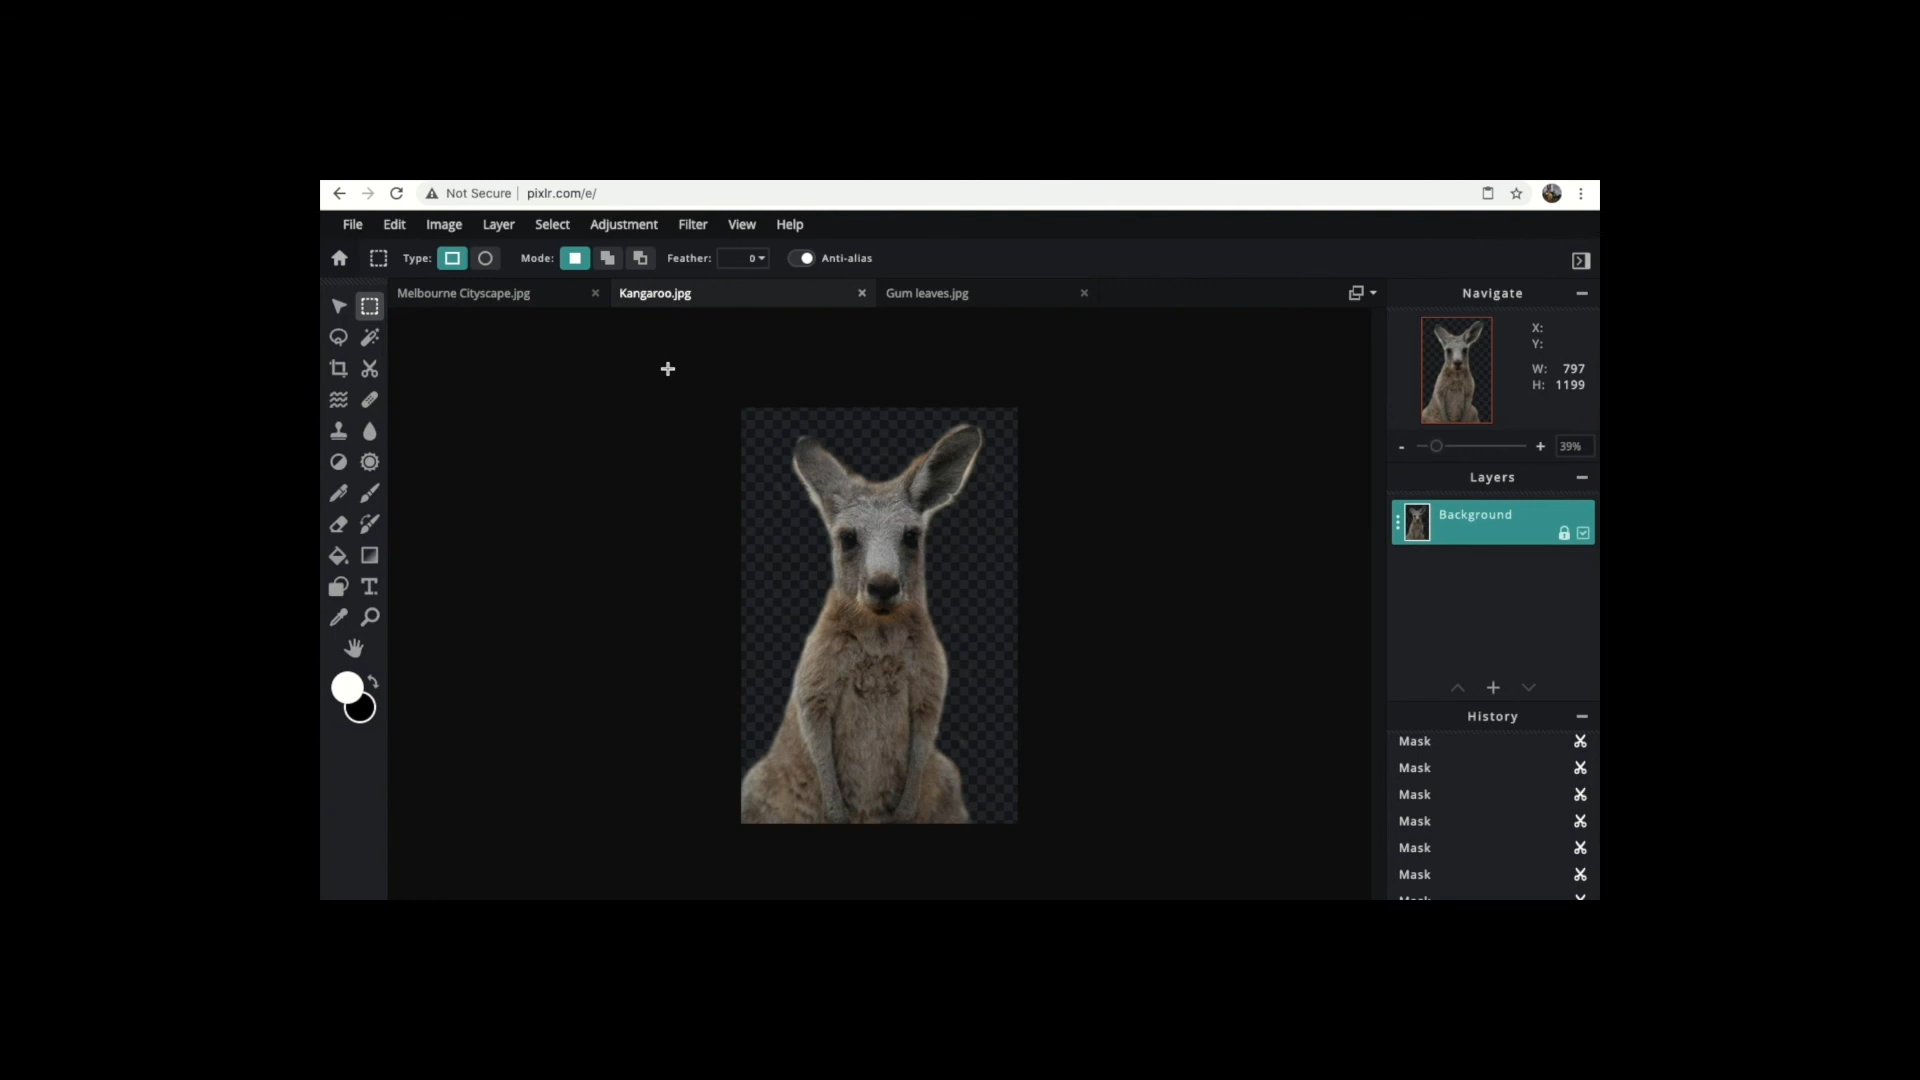 Not Secure pixlr.com/e/
File Edit Image Layer Select Adjustment Filter View Help
Type: Mode: Feather: 0 Anti-alias
Melbourne Cityscape.jpg Kangaroo.jpg Gum leaves.jpg Navigate
X:
Y:
W: 797
H: 1199
- + 39%
Layers
Background
History
Mask
Mask
Mask
Mask
Mask
Mask